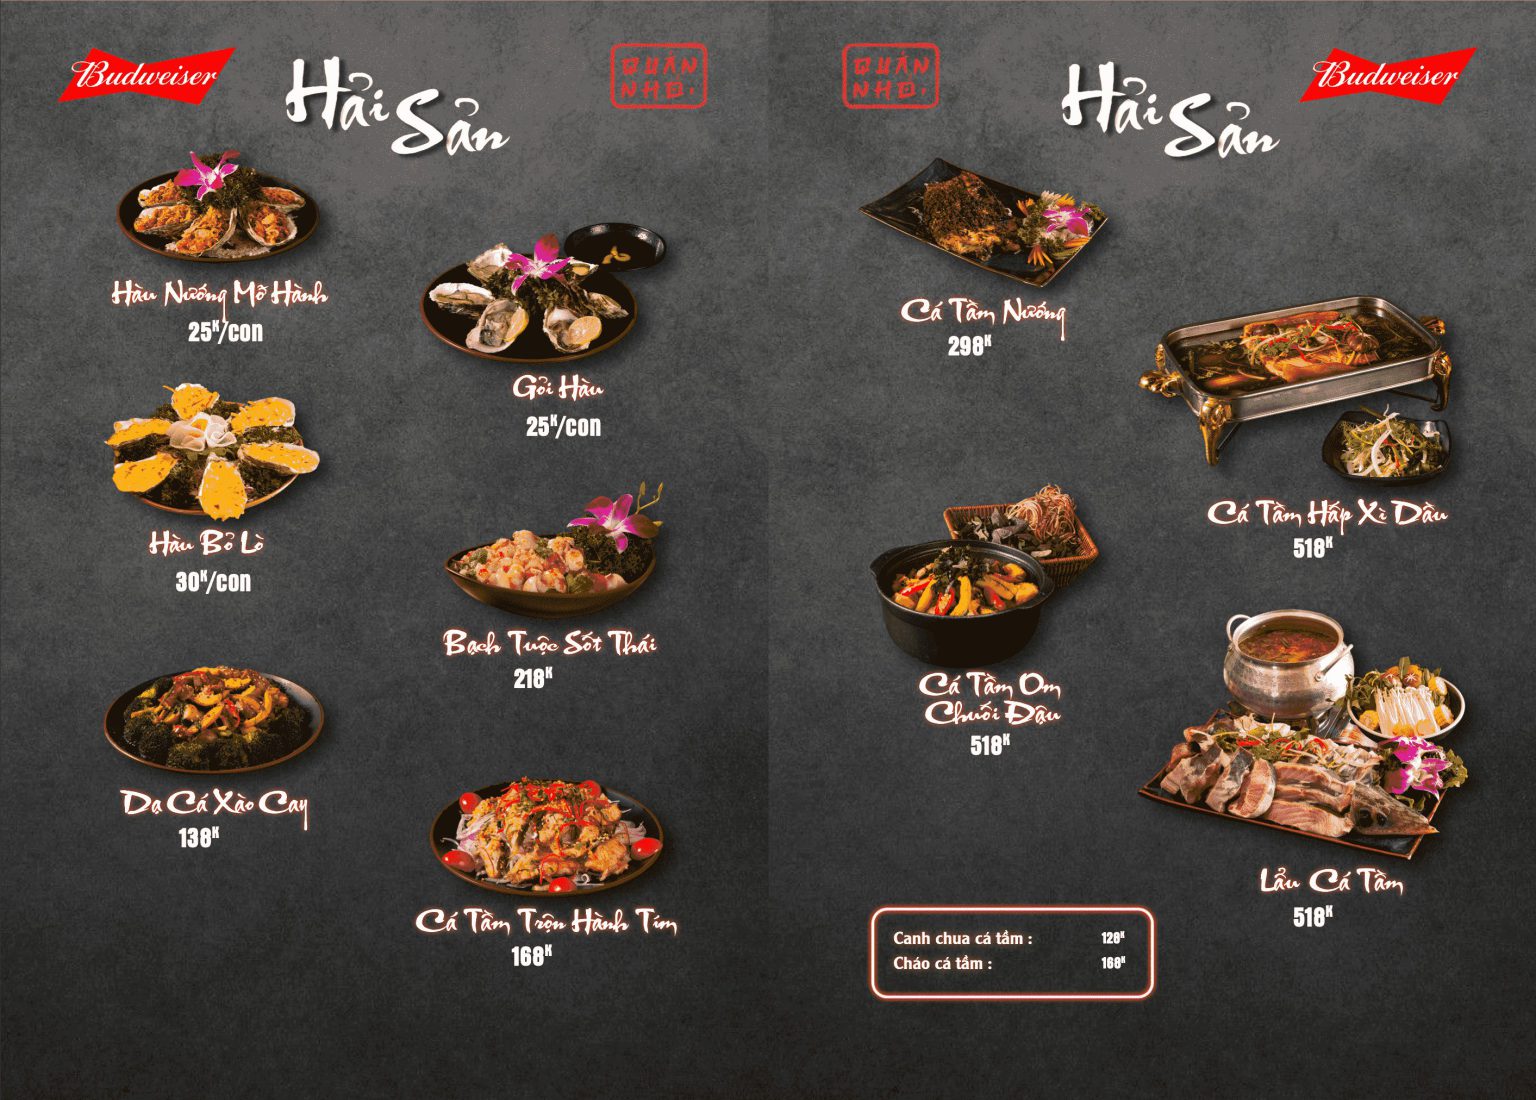 Budweiser
Hải Sản
QUÁN
NHỎ.
Hàu Nướng Mỡ Hành
25K/con
Gỏi Hàu
25K/con
Hàu Bỏ Lò
30K/con
Bạch Tuộc Sốt Thái
218K
Dạ Cá Xào Cay
138K
Cá Tầm Trộn Hành Tím
168K
QUÁN
NHỎ.
Hải Sản
Budweiser
Cá Tầm Nướng
298K
Cá Tầm Hấp Xì Dầu
518K
Cá Tầm Om
Chuối Đậu
518K
Lẩu Cá Tầm
518K
Canh chua cá tầm : 128K
Cháo cá tầm : 168K